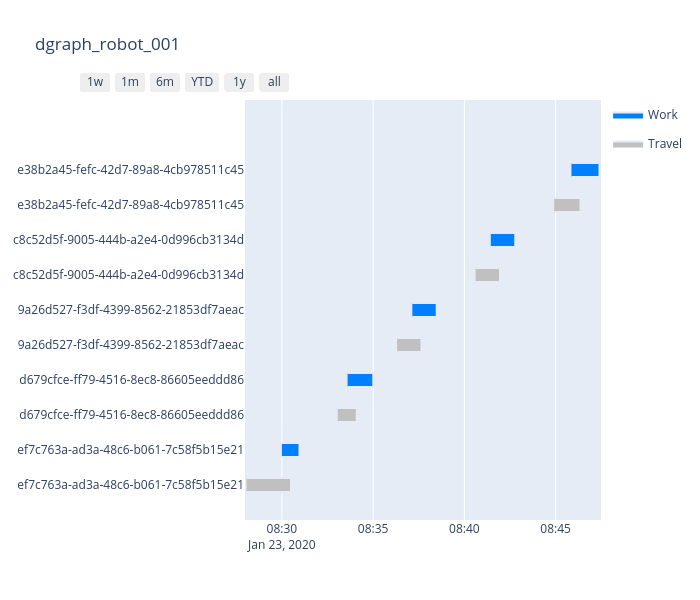 dgraph_robot_001
1w 1m 6m YTD 1y all
Work
Travel
e38b2a45-fefc-42d7-89a8-4cb978511c45
e38b2a45-fefc-42d7-89a8-4cb978511c45
c8c52d5f-9005-444b-a2e4-0d996cb3134d
c8c52d5f-9005-444b-a2e4-0d996cb3134d
9a26d527-f3df-4399-8562-21853df7aeac
9a26d527-f3df-4399-8562-21853df7aeac
d679cfce-ff79-4516-8ec8-86605eeddd86
d679cfce-ff79-4516-8ec8-86605eeddd86
ef7c763a-ad3a-48c6-b061-7c58f5b15e21
ef7c763a-ad3a-48c6-b061-7c58f5b15e21
08:30 08:35 08:40 08:45
Jan 23, 2020